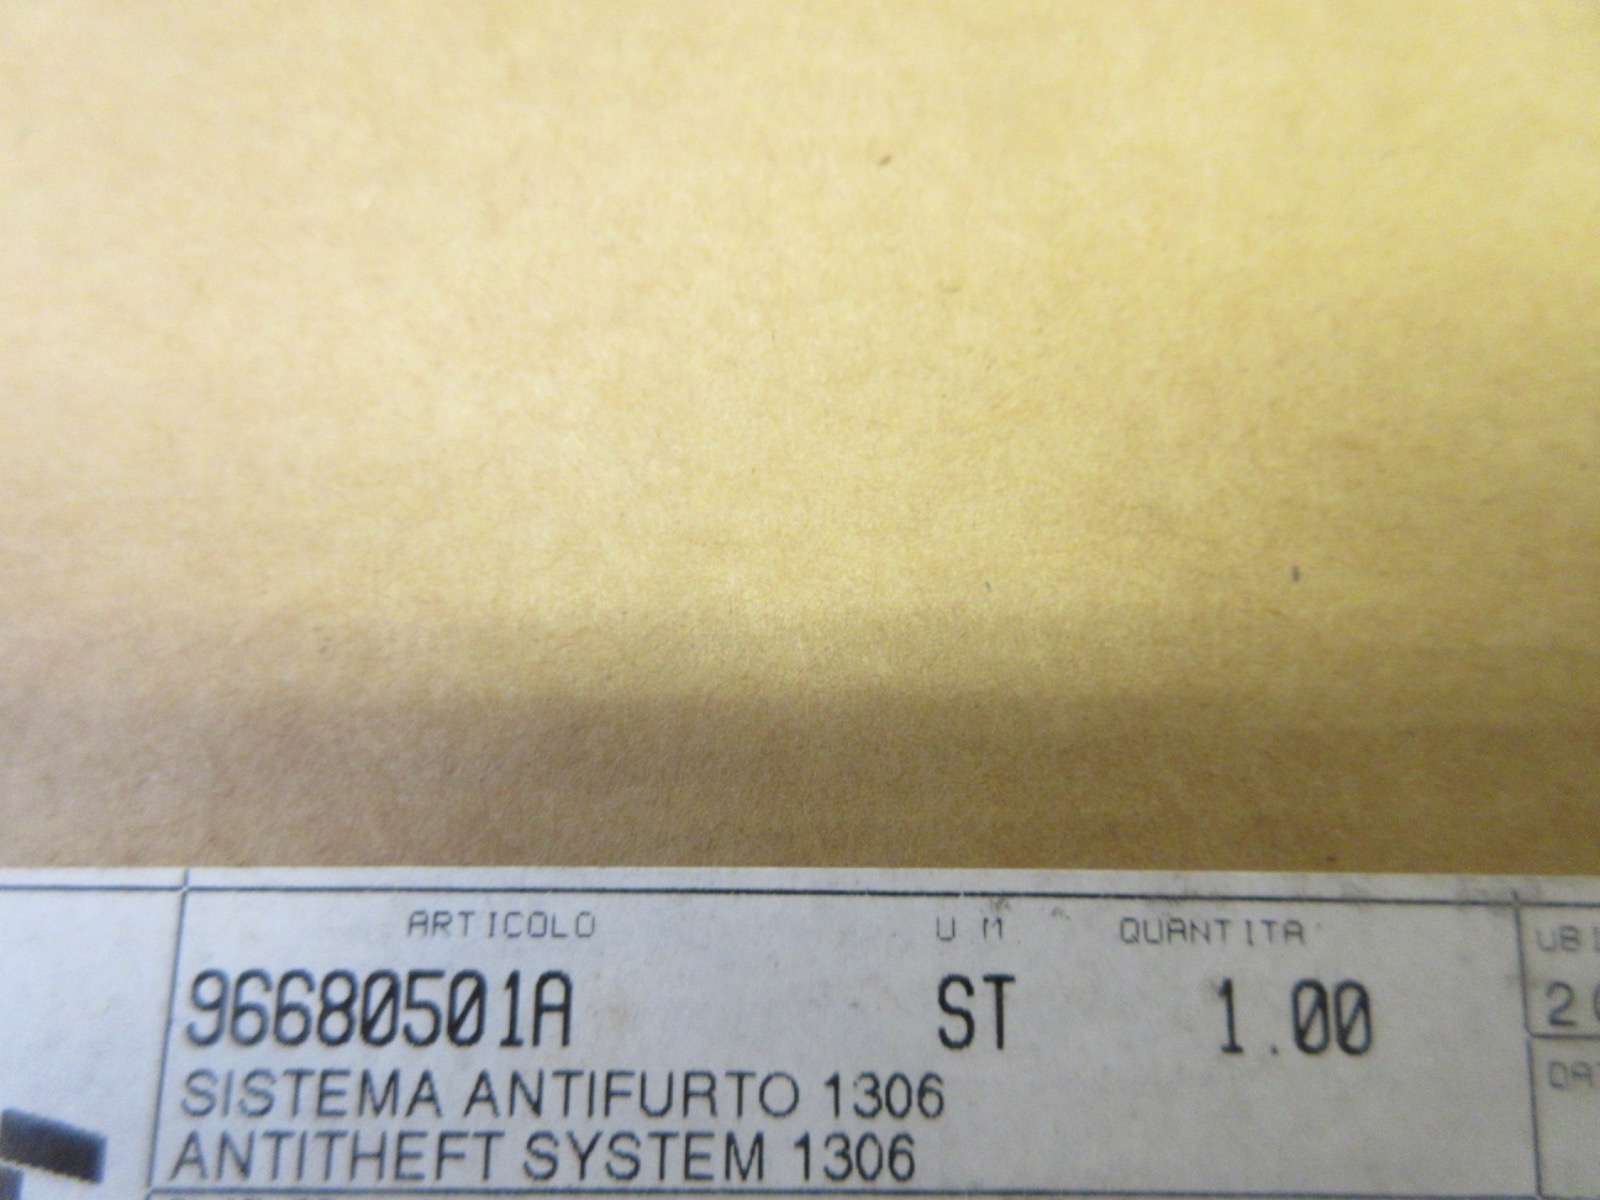 ARTICOLO U M QUANTITA
96680501A ST 1.00
SISTEMA ANTIFURTO 1306
ANTITHEFT SYSTEM 1306